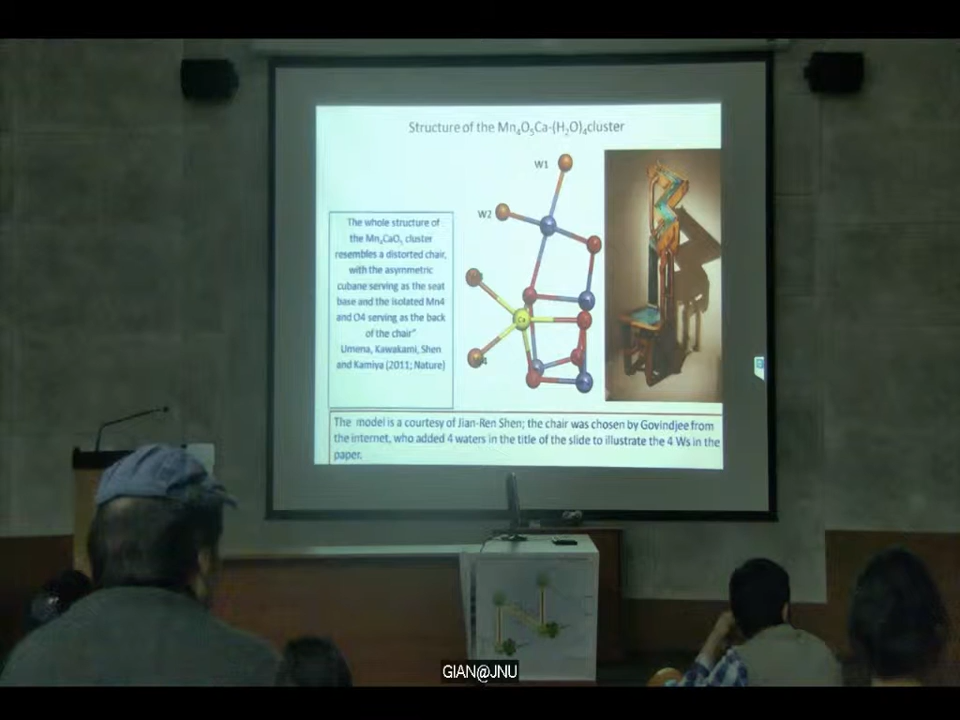 Structure of the Mn₄O₅Ca-(H₂O)₄cluster
W1
W2
The whole structure of
the Mn₄CaO₅ cluster
resembles a distorted chair,
with the asymmetric
cubane serving as the seat
base and the isolated Mn4
and O4 serving as the back
of the chair"
Umena, Kawakami, Shen
and Kamiya (2011; Nature)
Ca
The model is a courtesy of Jian-Ren Shen; the chair was chosen by Govindjee from
the internet, who added 4 waters in the title of the slide to illustrate the 4 Ws in the
paper.
GIAN@JNU